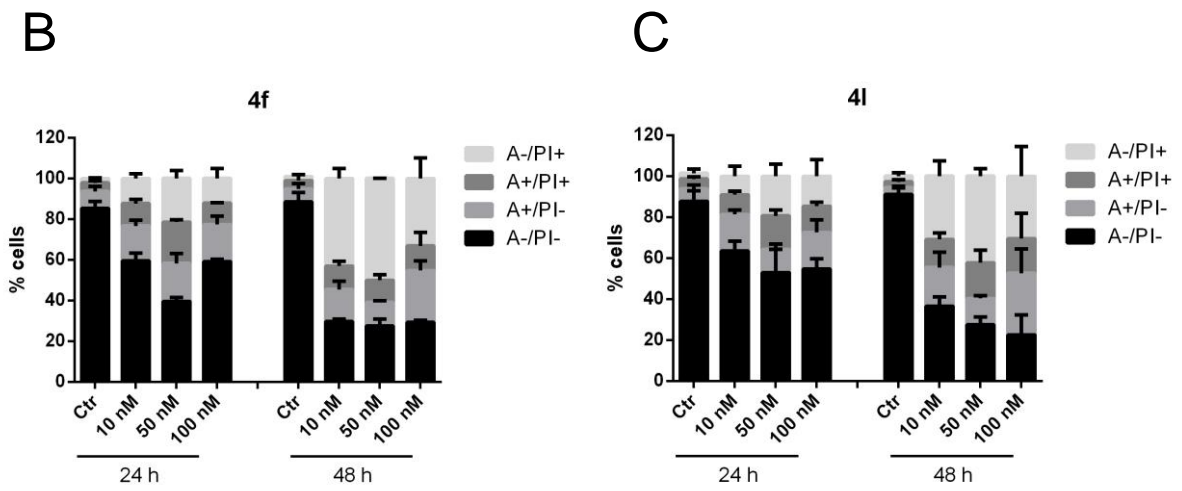 B
4f
% cells
120
100
80
60
40
20
0
Ctr
10 nM
50 nM
100 nM
Ctr
10 nM
50 nM
100 nM
24 h
48 h
A-/PI+
A+/PI+
A+/PI-
A-/PI-
C
4l
% cells
120
100
80
60
40
20
0
Ctr
10 nM
50 nM
100 nM
Ctr
10 nM
50 nM
100 nM
24 h
48 h
A-/PI+
A+/PI+
A+/PI-
A-/PI-